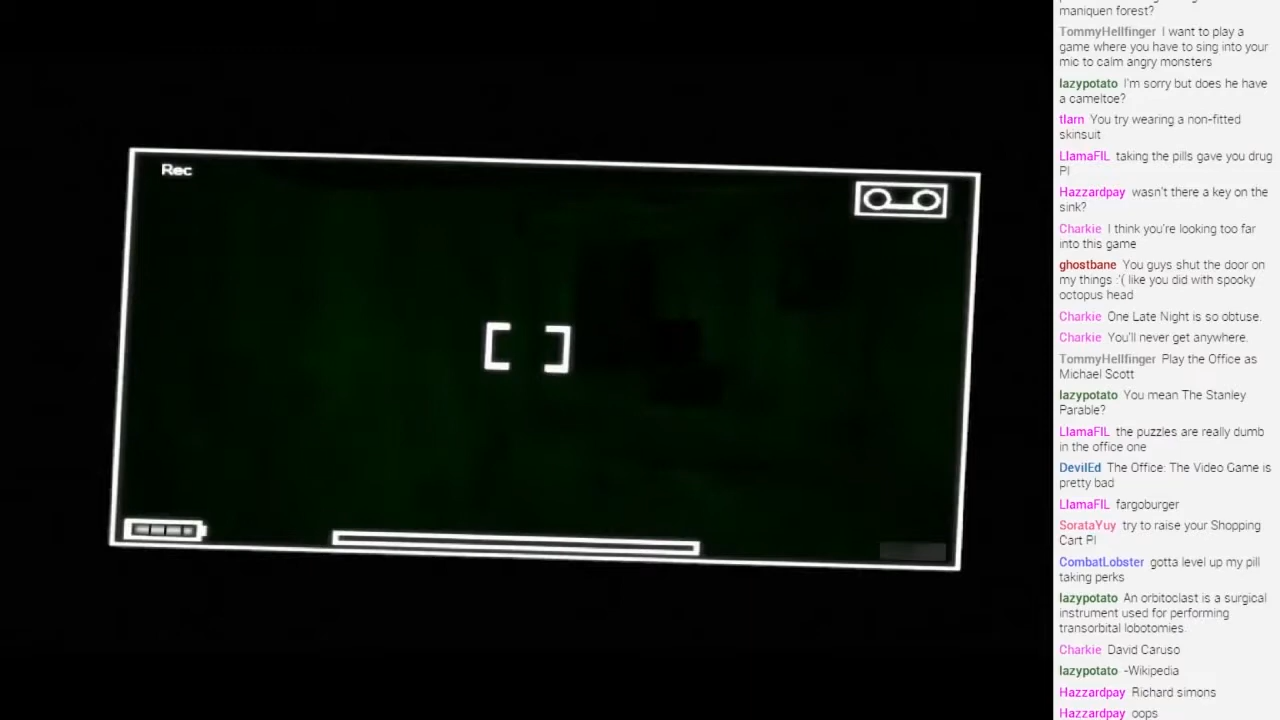 maniquen forest?
TommyHellfinger I want to play a
game where you have to sing into your
mic to calm angry monsters
lazypotato I'm sorry but does he have
a cameltoe?
tlarn You try wearing a non-fitted
skinsuit
LlamaFIL taking the pills gave you drug
PI
Hazzardpay wasn't there a key on the
sink?
Charkie I think you're looking too far
into this game
ghostbane You guys shut the door on
my things :'( like you did with spooky
octopus head
Charkie One Late Night is so obtuse.
Charkie You'll never get anywhere.
TommyHellfinger Play the Office as
Michael Scott
lazypotato You mean The Stanley
Parable?
LlamaFIL the puzzles are really dumb
in the office one
DevilEd The Office: The Video Game is
pretty bad
LlamaFIL fargoburger
SorataYuy try to raise your Shopping
Cart PI
CombatLobster gotta level up my pill
taking perks
lazypotato An orbitoclast is a surgical
instrument used for performing
transorbital lobotomies.
Charkie David Caruso
lazypotato -Wikipedia
Hazzardpay Richard simons
Hazzardpay oops
Rec